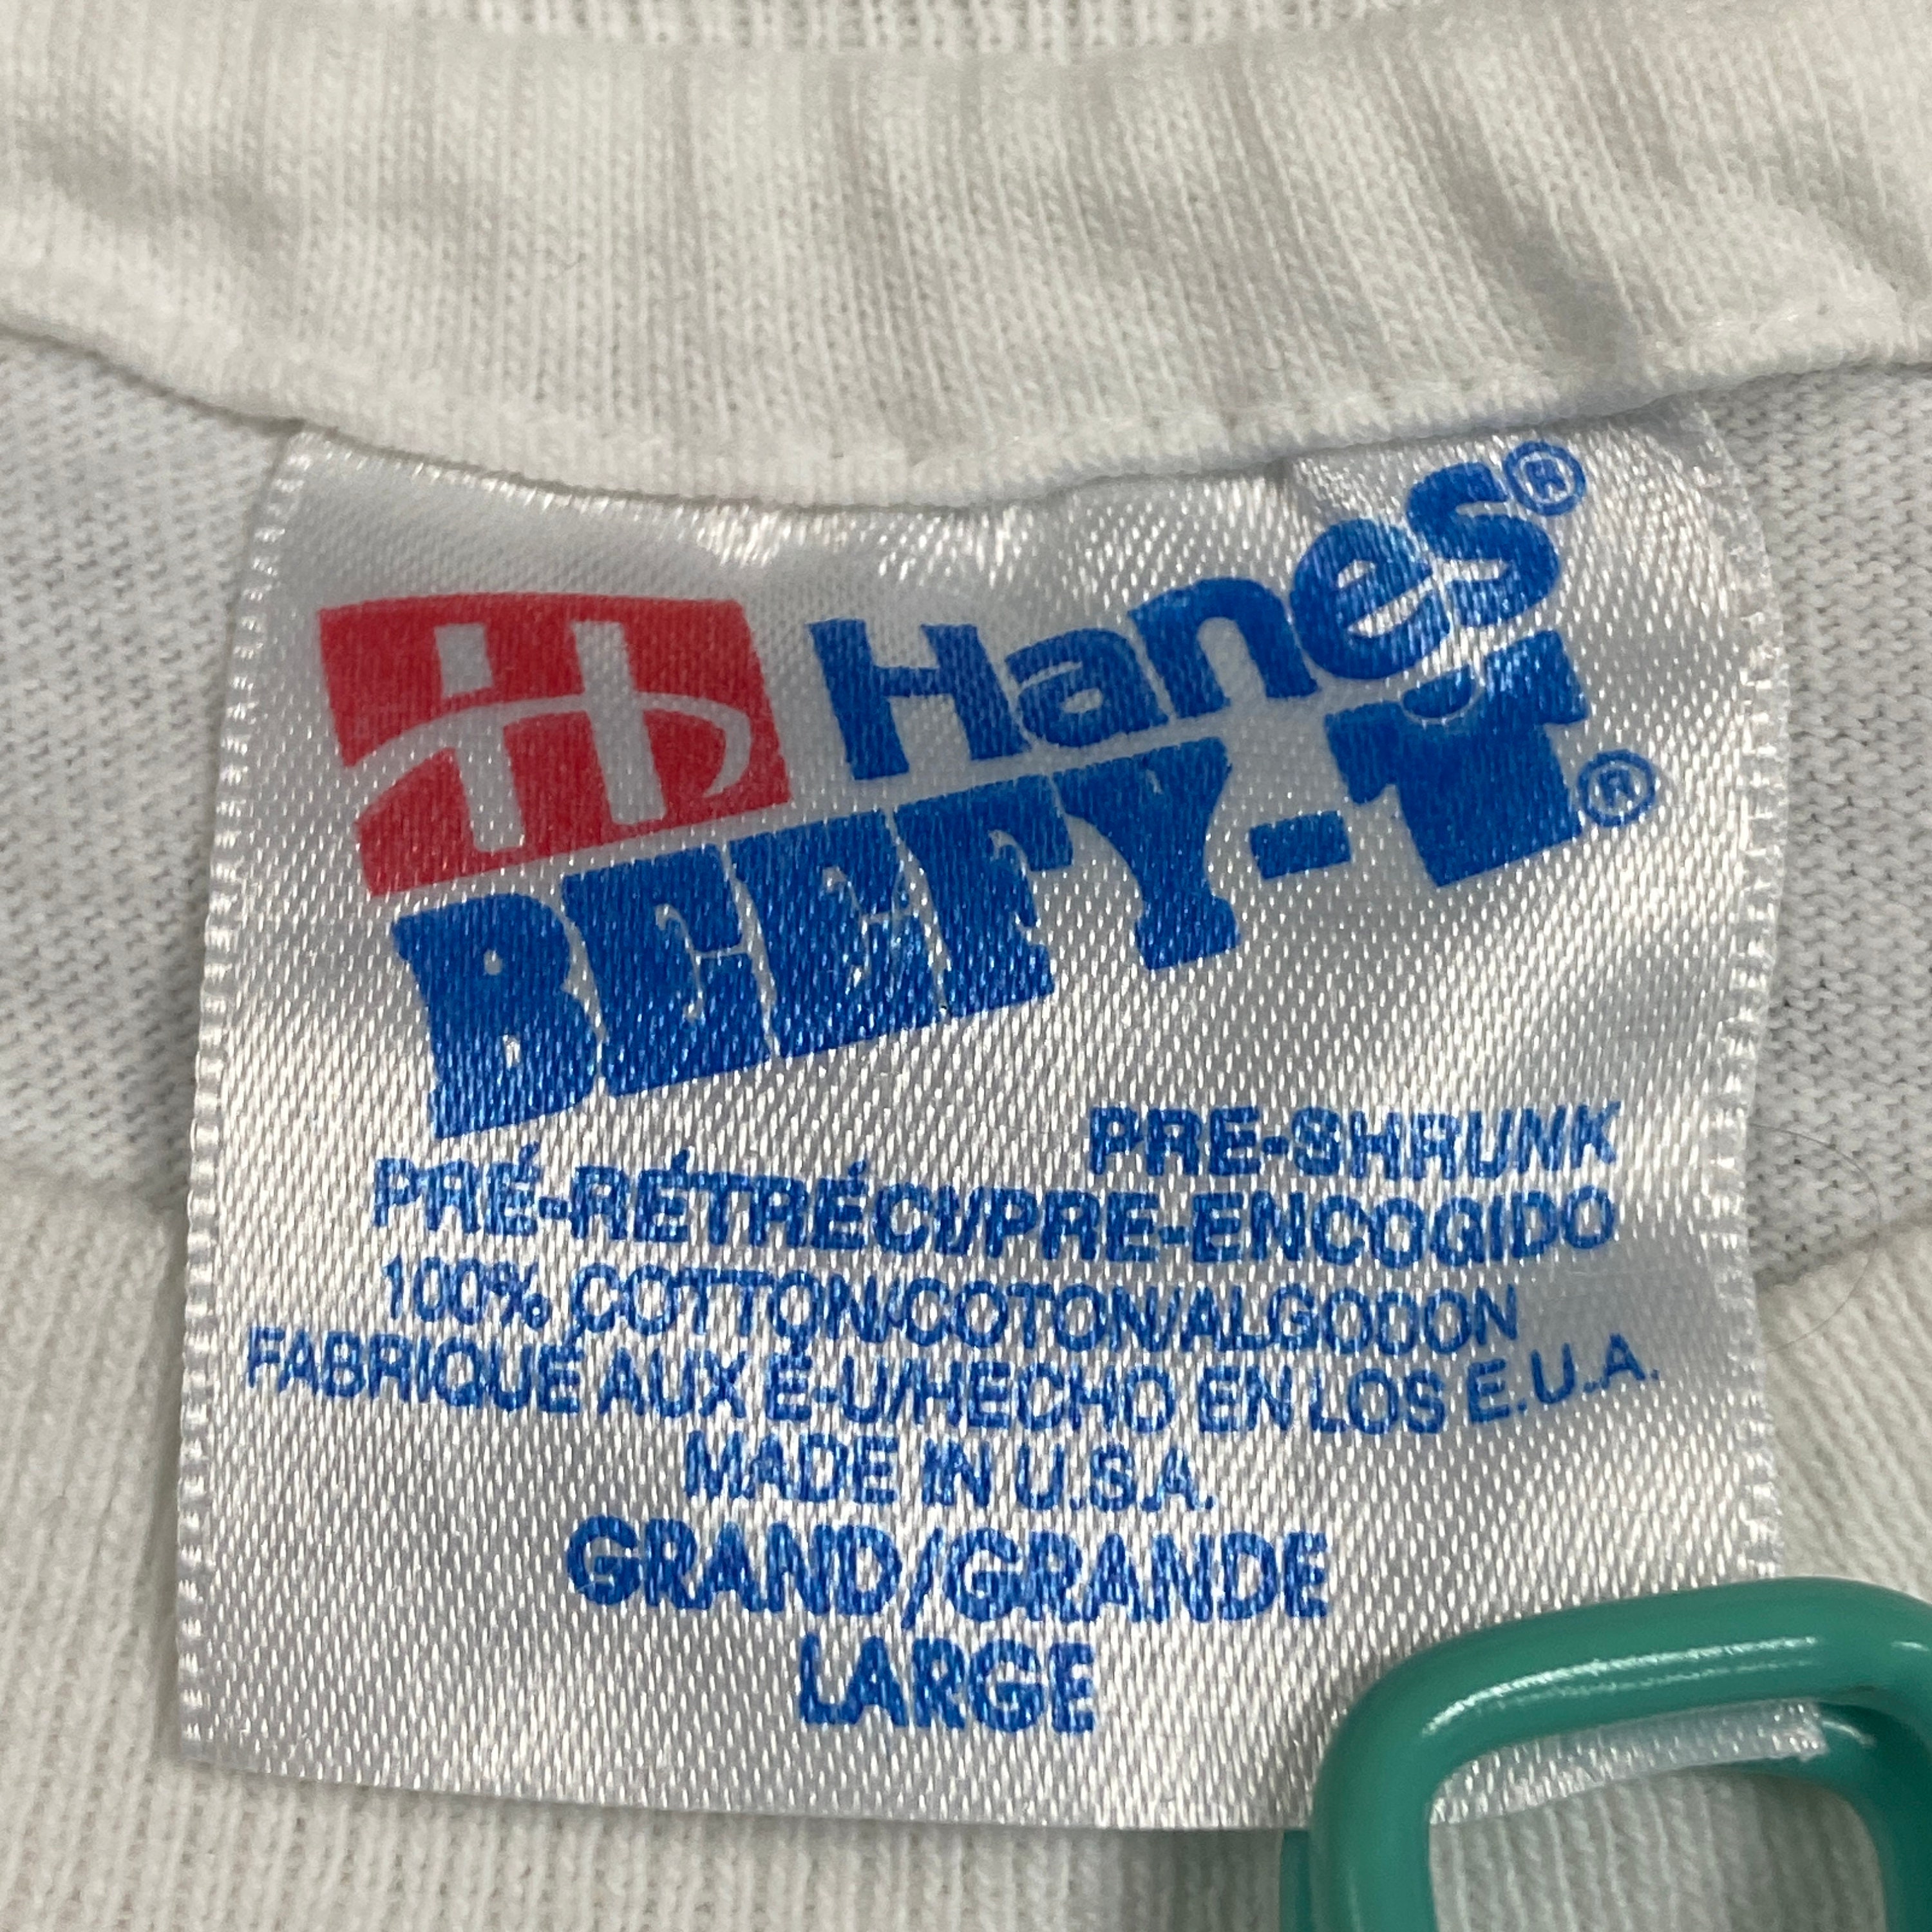 H Hanes®
BEEFY-T®
PRE-SHRUNK
PRÉ-RÉTRÉCI/PRE-ENCOGIDO
100% COTTON/COTON/ALGODON
FABRIQUÉ AUX É-U/HECHO EN LOS E.U.A.
MADE IN U.S.A.
GRAND/GRANDE
LARGE